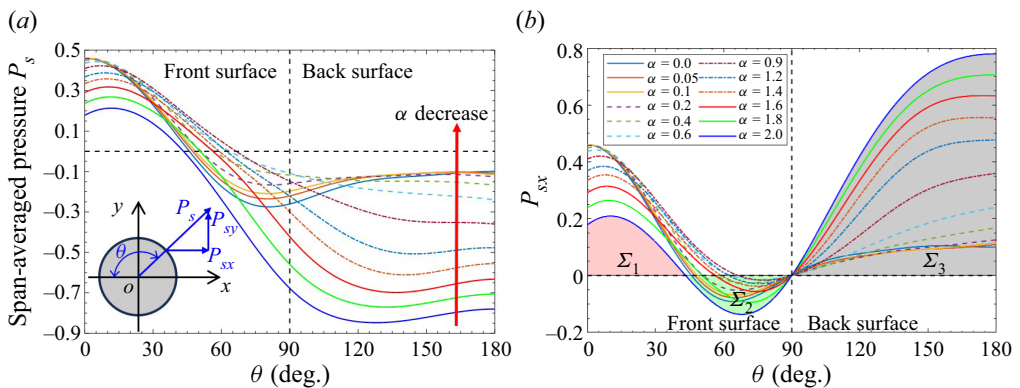 (a)
Span-averaged pressure P_s
0.5
0.3
0.1
−0.1
−0.3
−0.5
−0.7
−0.9
Front surface
Back surface
α decrease
y
P_s
P_sy
P_sx
θ
o
x
0 30 60 90 120 150 180
θ (deg.)
(b)
P_sx
0.8
0.6
0.4
0.2
0
−0.2
α = 0.0 α = 0.9
α = 0.05 α = 1.2
α = 0.1 α = 1.4
α = 0.2 α = 1.6
α = 0.4 α = 1.8
α = 0.6 α = 2.0
Σ_1
Σ_2
Σ_3
Front surface
Back surface
0 30 60 90 120 150 180
θ (deg.)